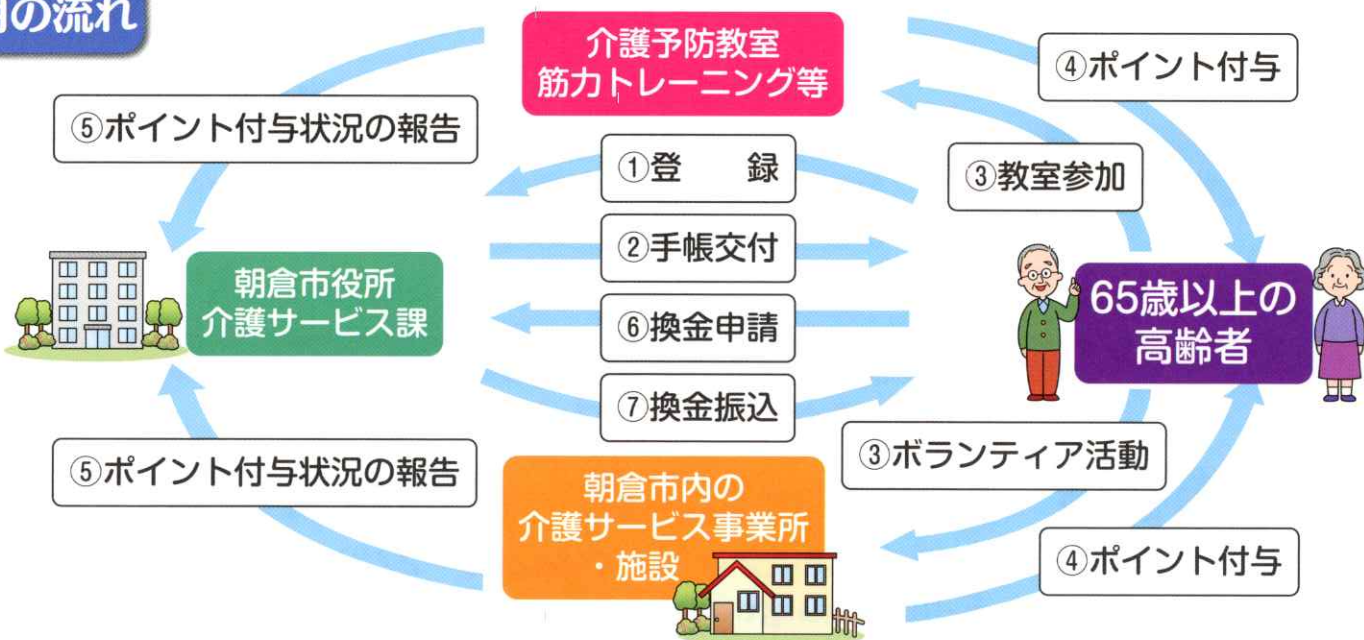 の流れ
介護予防教室
筋力トレーニング等
④ポイント付与
⑤ポイント付与状況の報告
①登　　録
③教室参加
②手帳交付
朝倉市役所
介護サービス課
65歳以上の
高齢者
⑥換金申請
⑦換金振込
⑤ポイント付与状況の報告
③ボランティア活動
朝倉市内の
介護サービス事業所
・施設
④ポイント付与